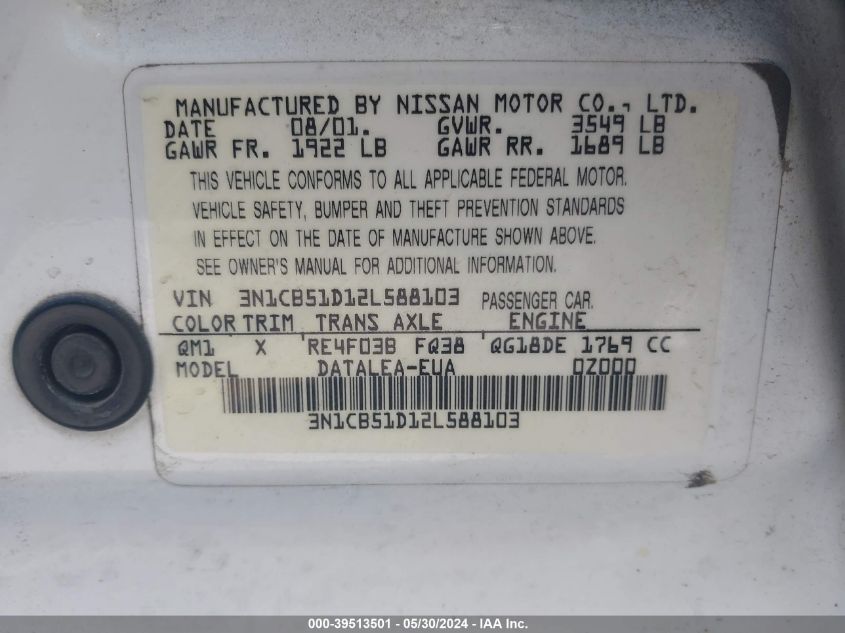 MANUFACTURED BY NISSAN MOTOR CO., LTD.
DATE 08/01. GVWR. 3549 LB
GAWR FR. 1922 LB GAWR RR. 1689 LB
THIS VEHICLE CONFORMS TO ALL APPLICABLE FEDERAL MOTOR.
VEHICLE SAFETY, BUMPER AND THEFT PREVENTION STANDARDS
IN EFFECT ON THE DATE OF MANUFACTURE SHOWN ABOVE.
SEE OWNER'S MANUAL FOR ADDITIONAL INFORMATION.
VIN 3N1CB51D12L588103 PASSENGER CAR.
COLOR TRIM TRANS AXLE ENGINE
QM1 X RE4F03B FQ38 QG18DE 1769 CC
MODEL DATALEA-EUA 0Z000
3N1CB51D12L588103
000-39513501 - 05/30/2024 - IAA Inc.